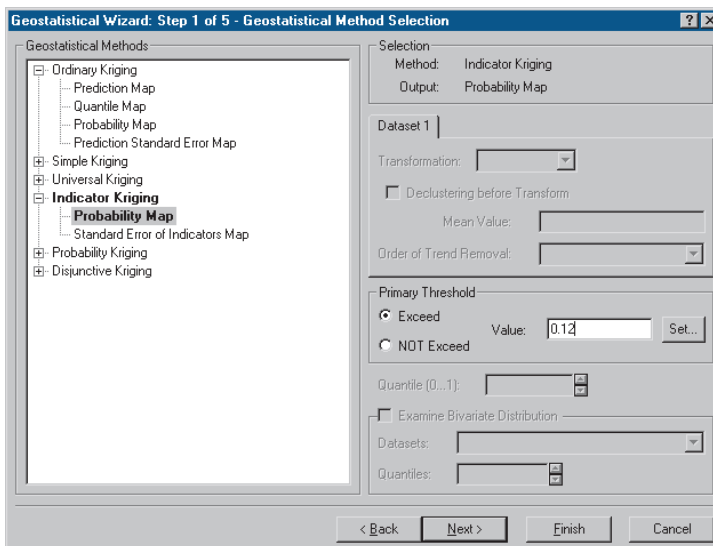 Geostatistical Wizard: Step 1 of 5 - Geostatistical Method Selection
Geostatistical Methods
Ordinary Kriging
Prediction Map
Quantile Map
Probability Map
Prediction Standard Error Map
Simple Kriging
Universal Kriging
Indicator Kriging
Probability Map
Standard Error of Indicators Map
Probability Kriging
Disjunctive Kriging
Selection
Method: Indicator Kriging
Output: Probability Map
Dataset 1
Transformation:
Declustering before Transform
Mean Value:
Order of Trend Removal:
Primary Threshold
Exceed
Value: 0.12 Set...
NOT Exceed
Quantile (0...1):
Examine Bivariate Distribution
Datasets:
Quantiles:
< Back Next > Finish Cancel